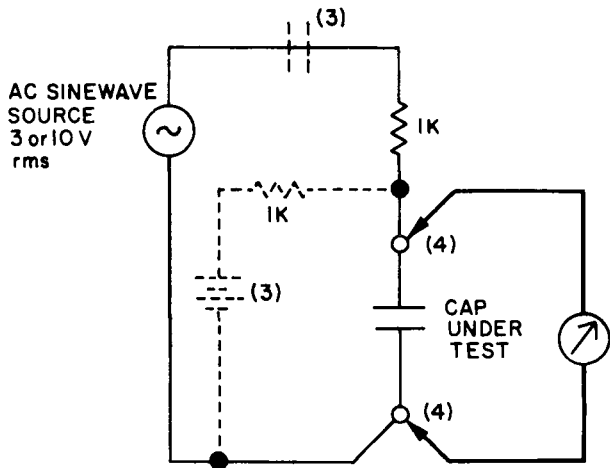 (3)
AC SINEWAVE
SOURCE
3 or 10 V
rms
1K
1K
(4)
(3)
CAP
UNDER
TEST
(4)